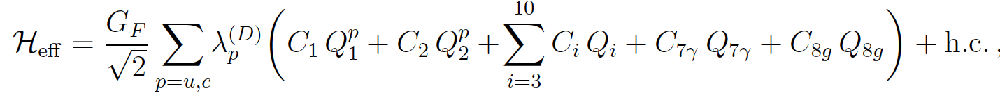 $\mathcal{H}_{\text{eff}} = \frac{G_F}{\sqrt{2}} \sum_{p=u,c} \lambda_p^{(D)} \left( C_1 Q_1^p + C_2 Q_2^p + \sum_{i=3}^{10} C_i Q_i + C_{7\gamma} Q_{7\gamma} + C_{8g} Q_{8g} \right) + \text{h.c.} ,$